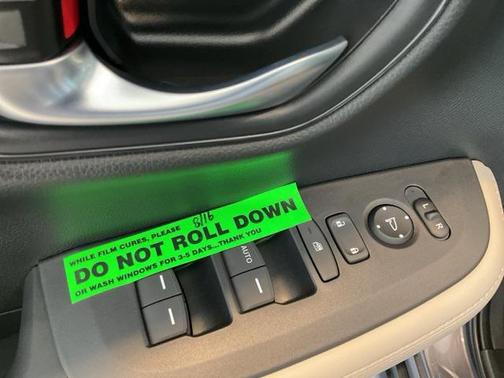 8/16
WHILE FILM CURES, PLEASE
DO NOT ROLL DOWN
OR WASH WINDOWS FOR 3-5 DAYS...THANK YOU
AUTO
L
R